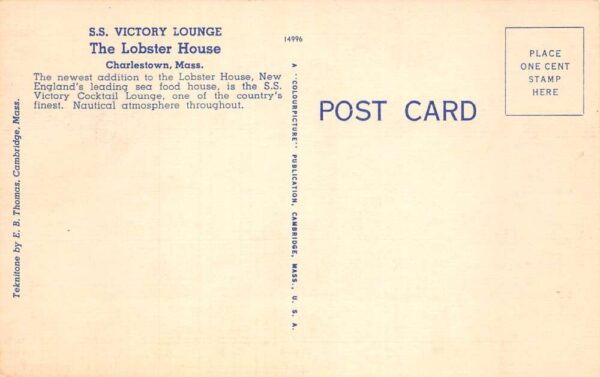 S.S. VICTORY LOUNGE
The Lobster House
Charlestown, Mass.
The newest addition to the Lobster House, New
England's leading sea food house, is the S.S.
Victory Cocktail Lounge, one of the country's
finest. Nautical atmosphere throughout.
Teknitone by E. B. Thomas, Cambridge, Mass.
14996
A "COLOURPICTURE" PUBLICATION, CAMBRIDGE, MASS., U. S. A.
POST CARD
PLACE
ONE CENT
STAMP
HERE